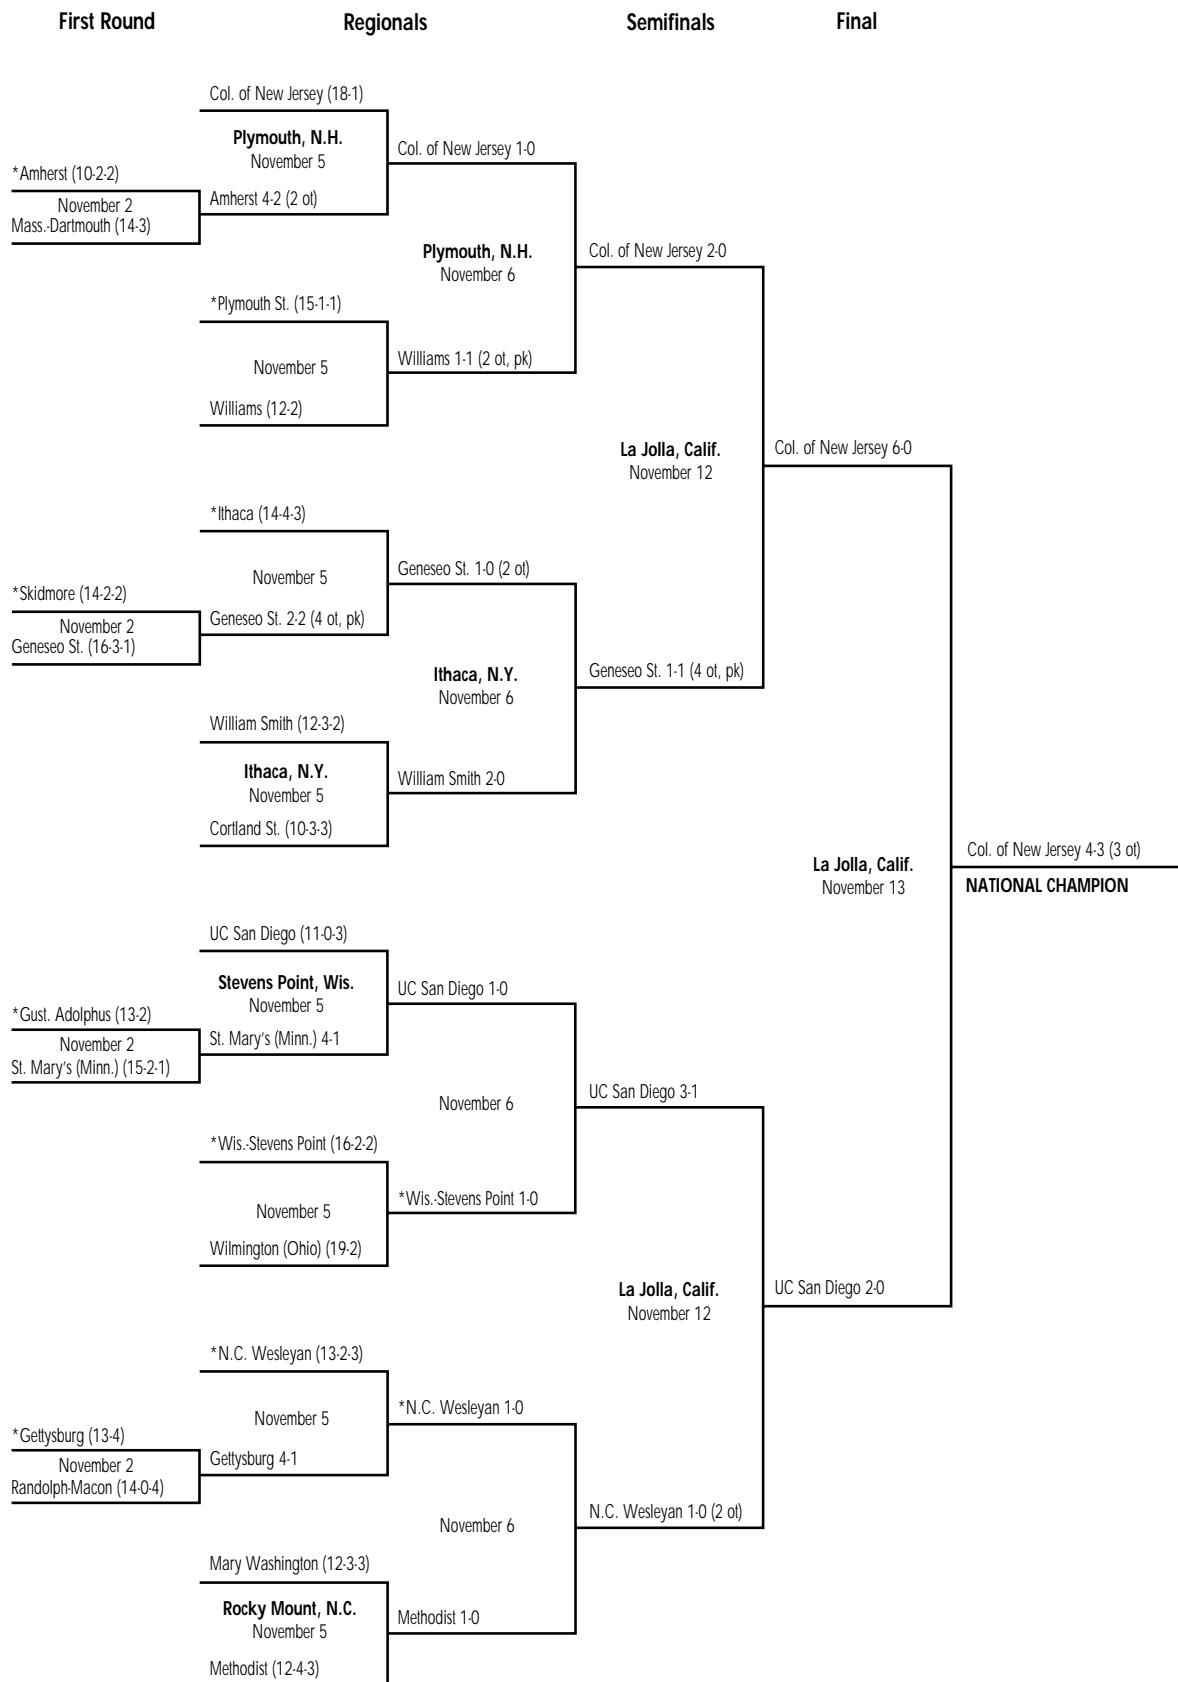 First Round
Regionals
Semifinals
Final
Col. of New Jersey (18-1)
Plymouth, N.H.
November 5
Col. of New Jersey 1-0
*Amherst (10-2-2)
November 2
Mass.-Dartmouth (14-3)
Amherst 4-2 (2 ot)
Plymouth, N.H.
November 6
Col. of New Jersey 2-0
*Plymouth St. (15-1-1)
November 5
Williams 1-1 (2 ot, pk)
Williams (12-2)
La Jolla, Calif.
November 12
Col. of New Jersey 6-0
*Ithaca (14-4-3)
November 5
Geneseo St. 1-0 (2 ot)
*Skidmore (14-2-2)
November 2
Geneseo St. (16-3-1)
Geneseo St. 2-2 (4 ot, pk)
Ithaca, N.Y.
November 6
Geneseo St. 1-1 (4 ot, pk)
William Smith (12-3-2)
Ithaca, N.Y.
November 5
William Smith 2-0
Cortland St. (10-3-3)
La Jolla, Calif.
November 13
Col. of New Jersey 4-3 (3 ot)
NATIONAL CHAMPION
UC San Diego (11-0-3)
Stevens Point, Wis.
November 5
UC San Diego 1-0
*Gust. Adolphus (13-2)
November 2
St. Mary's (Minn.) (15-2-1)
St. Mary's (Minn.) 4-1
November 6
UC San Diego 3-1
*Wis.-Stevens Point (16-2-2)
November 5
*Wis.-Stevens Point 1-0
Wilmington (Ohio) (19-2)
La Jolla, Calif.
November 12
UC San Diego 2-0
*N.C. Wesleyan (13-2-3)
November 5
*N.C. Wesleyan 1-0
*Gettysburg (13-4)
November 2
Randolph-Macon (14-0-4)
Gettysburg 4-1
November 6
N.C. Wesleyan 1-0 (2 ot)
Mary Washington (12-3-3)
Rocky Mount, N.C.
November 5
Methodist 1-0
Methodist (12-4-3)